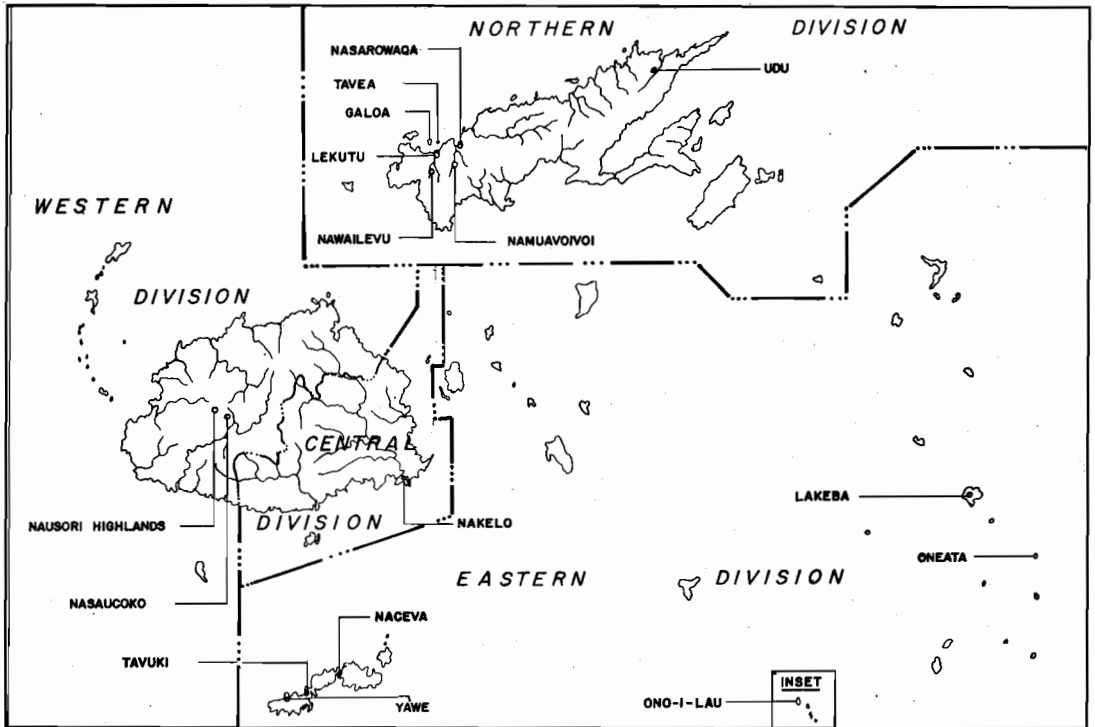 NORTHERN DIVISION
NASAROWAQA
UDU
TAVEA
GALOA
LEKUTU
WESTERN
NAWAILEVU
NAMUAVOIVOI
DIVISION
CENTRAL
LAKEBA
NAUSORI HIGHLANDS
DIVISION
NAKELO
ONEATA
EASTERN DIVISION
NASAUCOKO
NACEVA
TAVUKI
INSET
YAWE
ONO-I-LAU